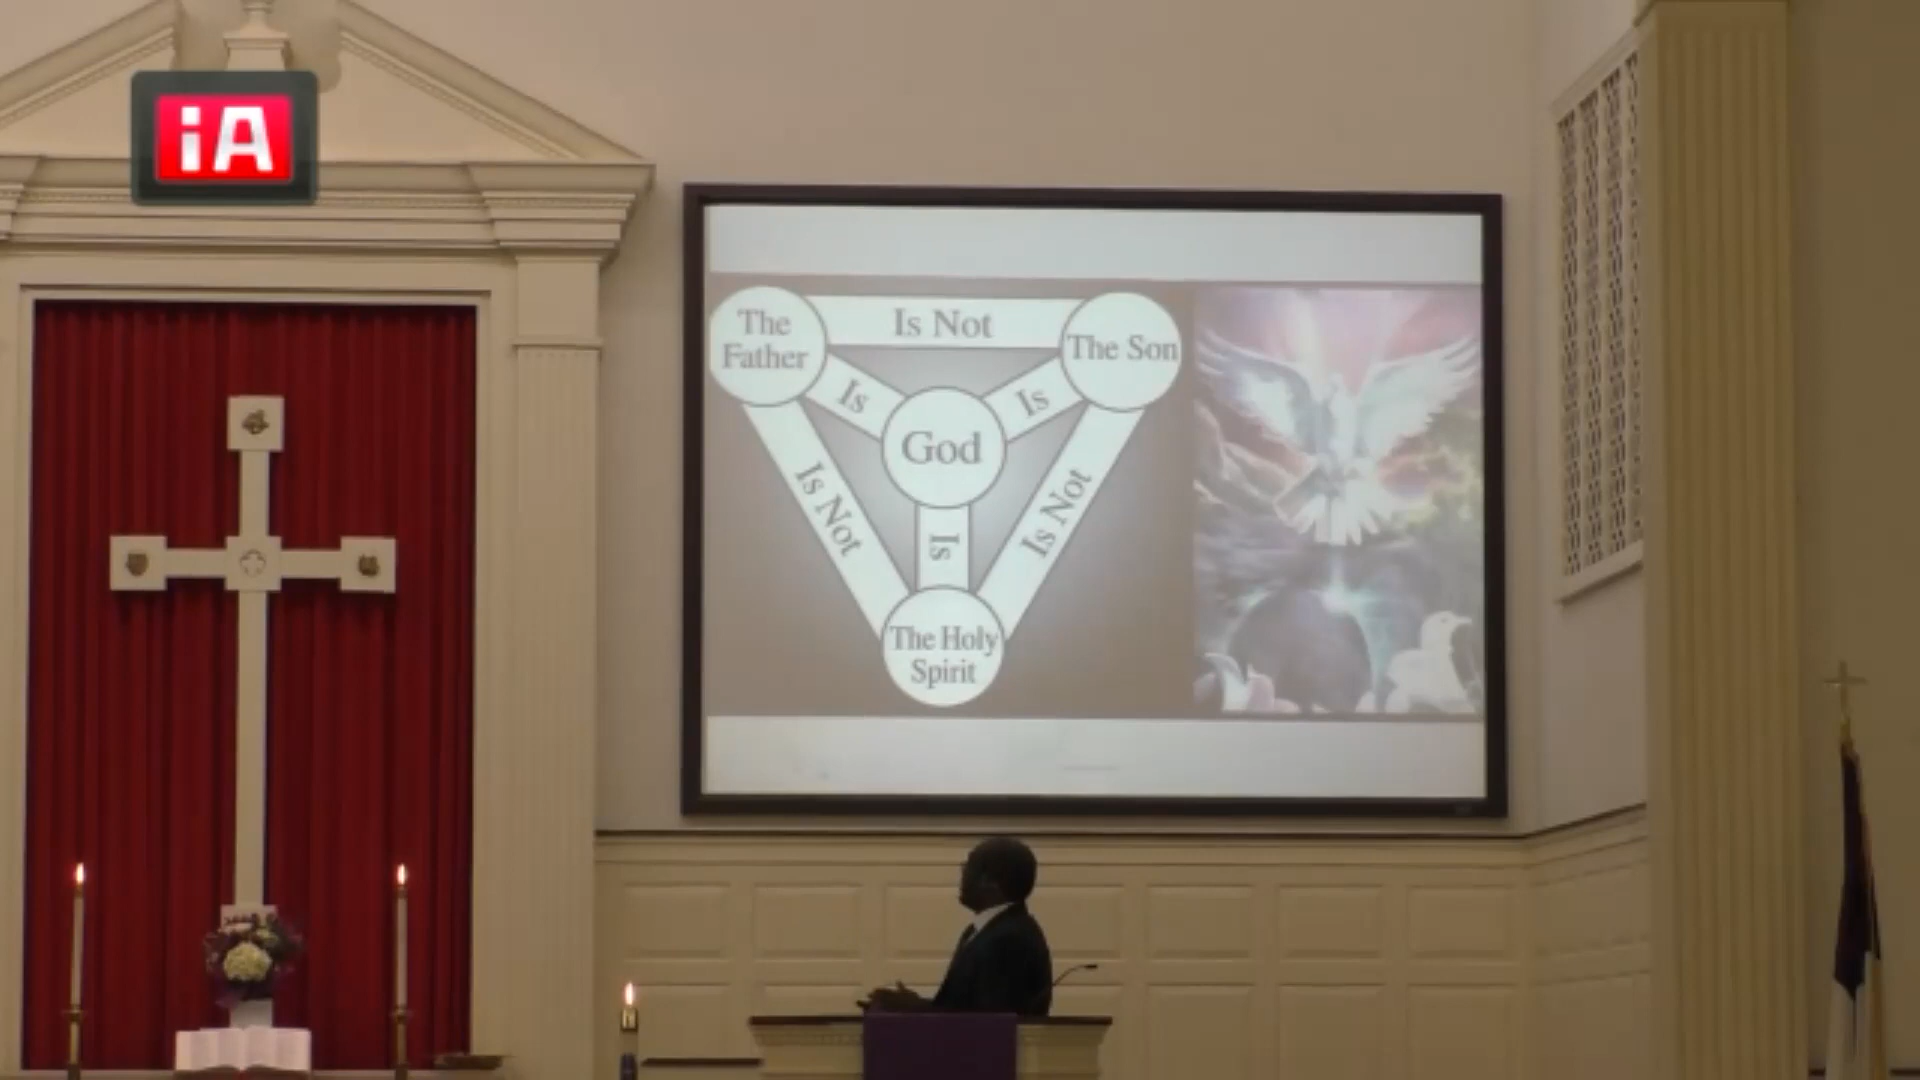 iA
The
Father
Is Not
The Son
Is
Is
God
Is Not
Is
Is Not
The Holy
Spirit